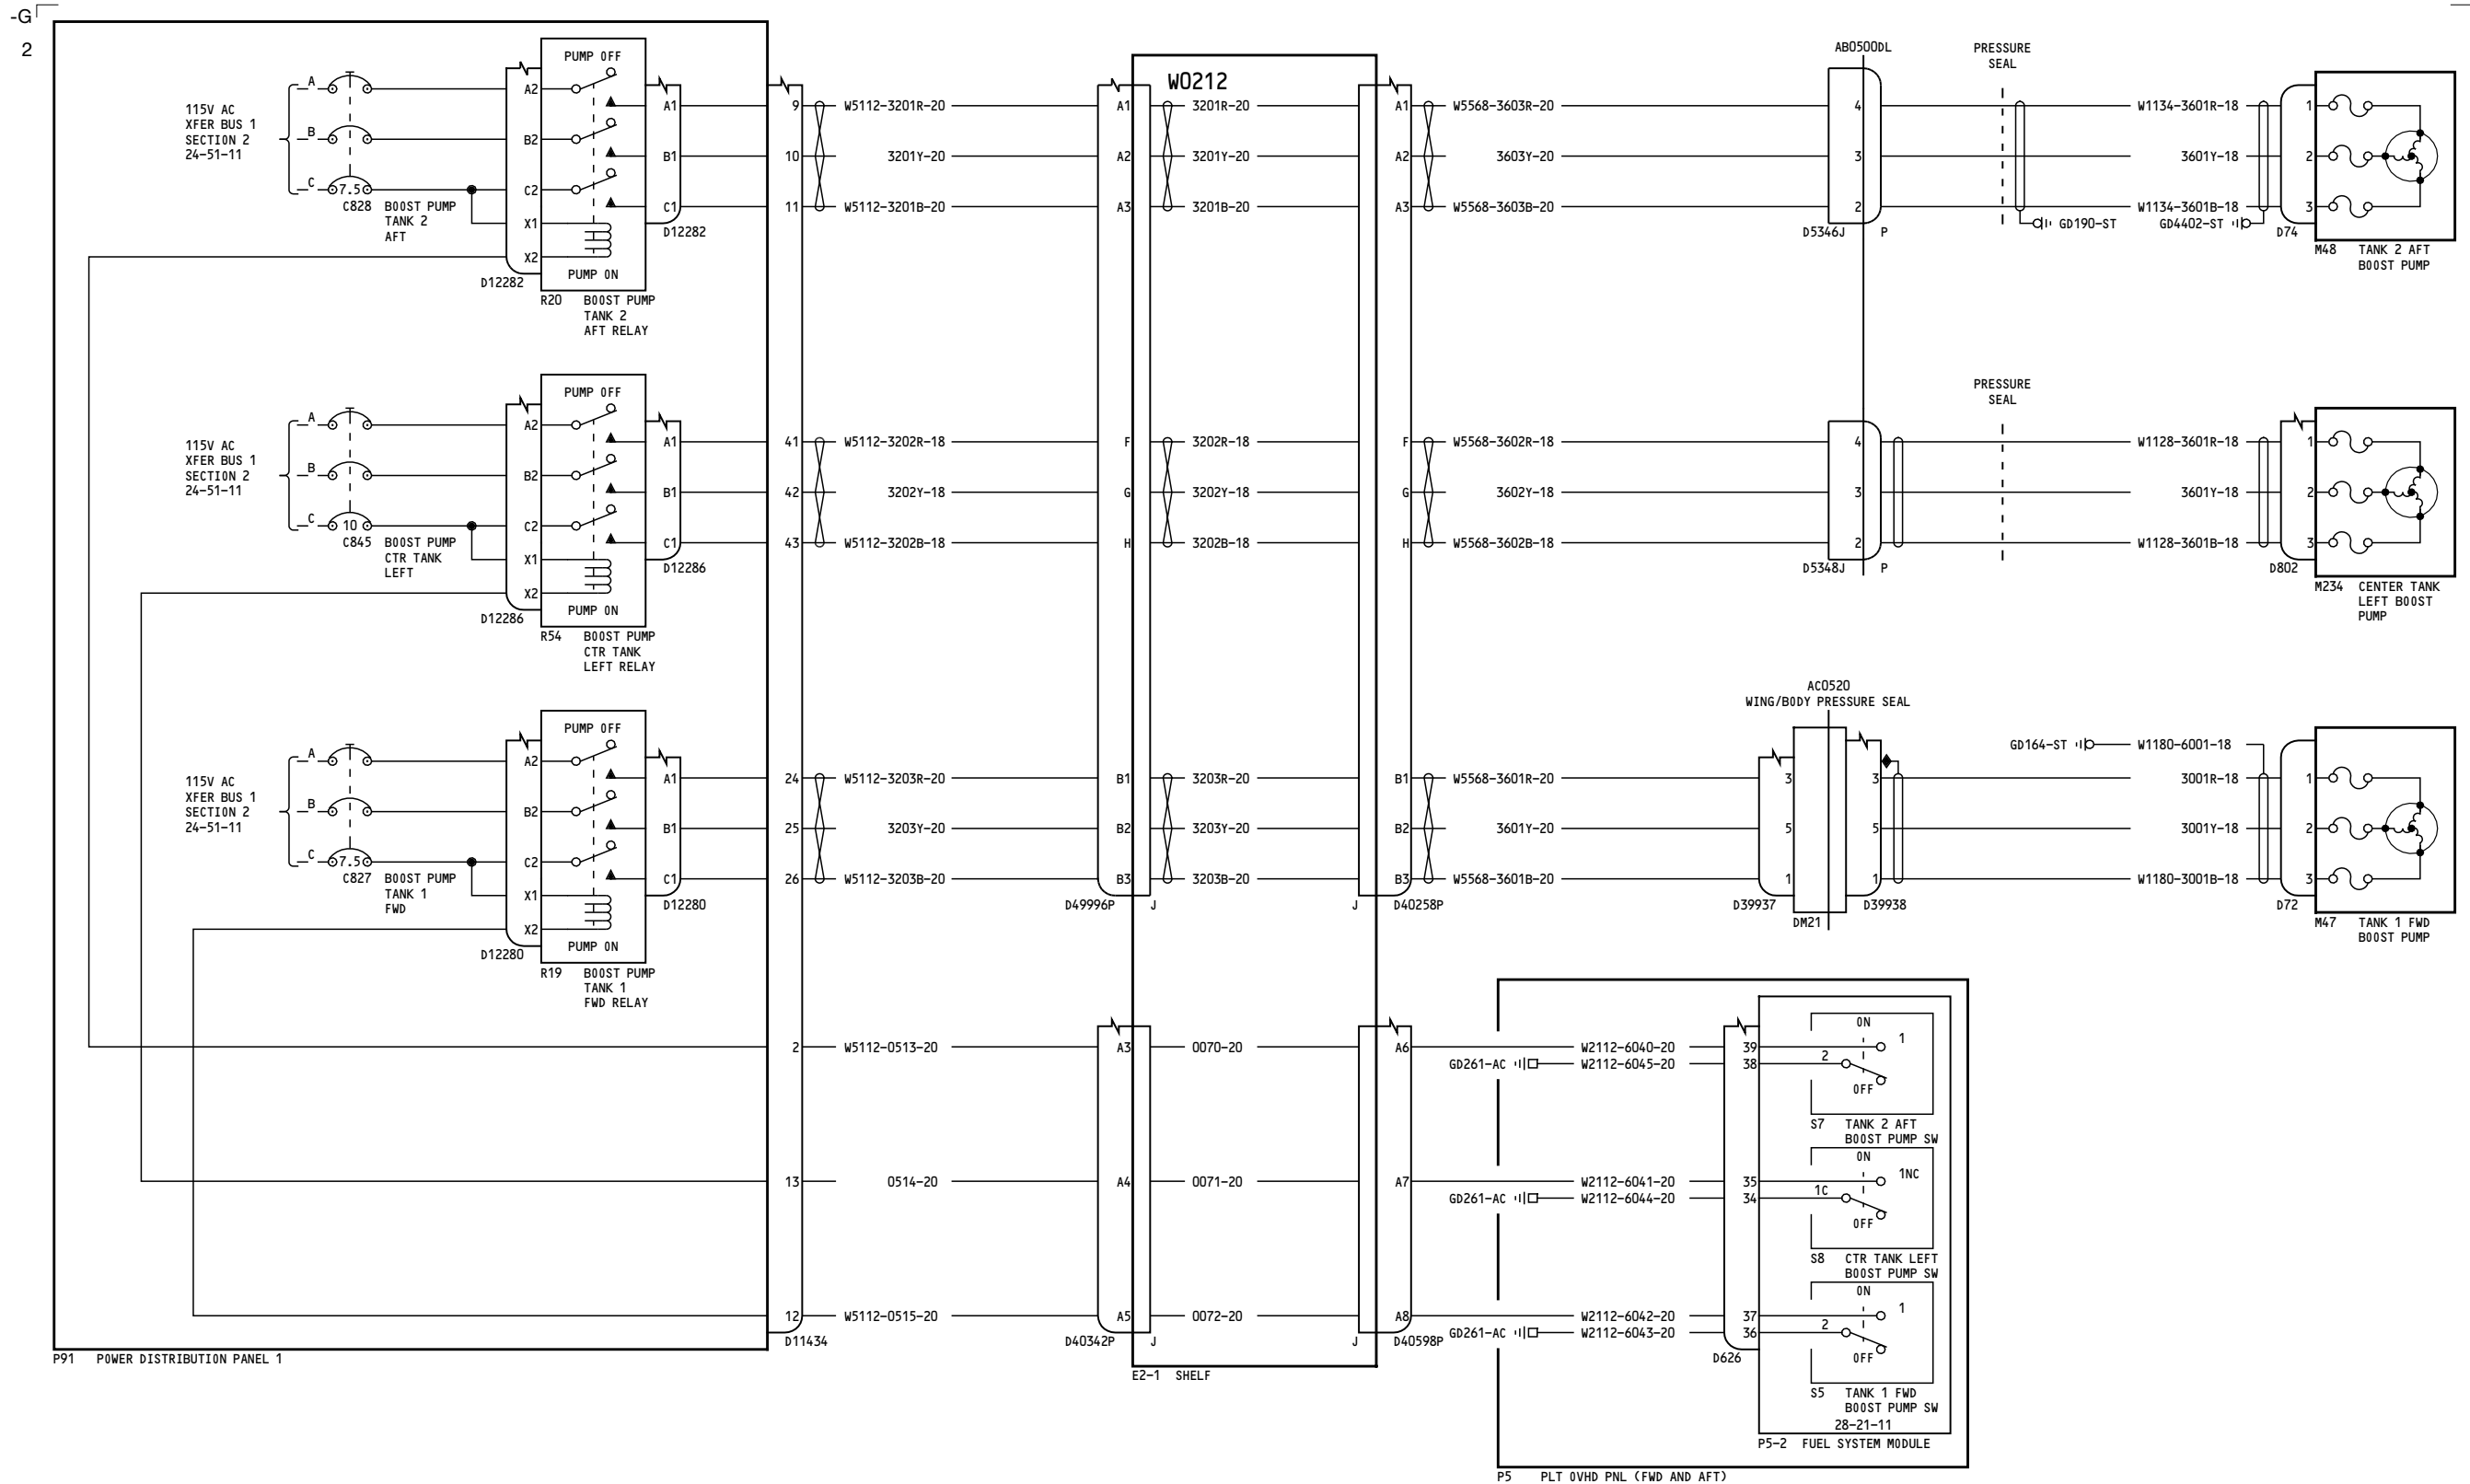 -G
2
115V AC
XFER BUS 1
SECTION 2
24-51-11
A
B
C
7.5
C828 BOOST PUMP
TANK 2
AFT
PUMP OFF
A2
B2
C2
X1
X2
A1
B1
C1
D12282
D12282
PUMP ON
R20 BOOST PUMP
TANK 2
AFT RELAY
9 W5112-3201R-20
10 3201Y-20
11 W5112-3201B-20
W0212
A1 3201R-20 A1
A2 3201Y-20 A2
A3 3201B-20 A3
W5568-3603R-20
3603Y-20
W5568-3603B-20
AB0500DL
4
3
2
D5346J P
PRESSURE
SEAL
GD190-ST
W1134-3601R-18
3601Y-18
W1134-3601B-18
GD4402-ST
1
2
3
D74
M48 TANK 2 AFT
BOOST PUMP
115V AC
XFER BUS 1
SECTION 2
24-51-11
A
B
C
10
C845 BOOST PUMP
CTR TANK
LEFT
PUMP OFF
A2
B2
C2
X1
X2
A1
B1
C1
D12286
D12286
PUMP ON
R54 BOOST PUMP
CTR TANK
LEFT RELAY
41 W5112-3202R-18
42 3202Y-18
43 W5112-3202B-18
F 3202R-18 F
G 3202Y-18 G
H 3202B-18 H
W5568-3602R-18
3602Y-18
W5568-3602B-18
4
3
2
D5348J P
PRESSURE
SEAL
W1128-3601R-18
3601Y-18
W1128-3601B-18
1
2
3
D802
M234 CENTER TANK
LEFT BOOST
PUMP
115V AC
XFER BUS 1
SECTION 2
24-51-11
A
B
C
7.5
C827 BOOST PUMP
TANK 1
FWD
PUMP OFF
A2
B2
C2
X1
X2
A1
B1
C1
D12280
D12280
PUMP ON
R19 BOOST PUMP
TANK 1
FWD RELAY
24 W5112-3203R-20
25 3203Y-20
26 W5112-3203B-20
B1 3203R-20 B1
B2 3203Y-20 B2
B3 3203B-20 B3
D49996P J
J D40258P
W5568-3601R-20
3601Y-20
W5568-3601B-20
AC0520
WING/BODY PRESSURE SEAL
3 3
5 5
1 1
D39937 D39938
DM21
GD164-ST W1180-6001-18
3001R-18
3001Y-18
W1180-3001B-18
1
2
3
D72
M47 TANK 1 FWD
BOOST PUMP
2 W5112-0513-20
13 0514-20
12 W5112-0515-20
D11434
A3 0070-20 A6
A4 0071-20 A7
A5 0072-20 A8
D40342P J
J D40598P
W2112-6040-20 39
GD261-AC W2112-6045-20 38
W2112-6041-20 35
GD261-AC W2112-6044-20 34
W2112-6042-20 37
GD261-AC W2112-6043-20 36
D626
ON
1
2
OFF
S7 TANK 2 AFT
BOOST PUMP SW
ON
1NC
1C
OFF
S8 CTR TANK LEFT
BOOST PUMP SW
ON
1
2
OFF
S5 TANK 1 FWD
BOOST PUMP SW
28-21-11
P5-2 FUEL SYSTEM MODULE
P5 PLT OVHD PNL (FWD AND AFT)
P91 POWER DISTRIBUTION PANEL 1
E2-1 SHELF